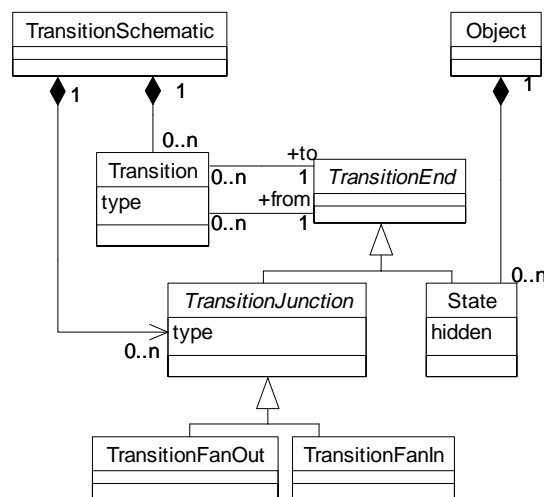 TransitionSchematic
Object
1
1
1
0..n
Transition
type
+to
0..n
1
TransitionEnd
+from
0..n
1
0..n
TransitionJunction
type
State
hidden
0..n
TransitionFanOut
TransitionFanIn